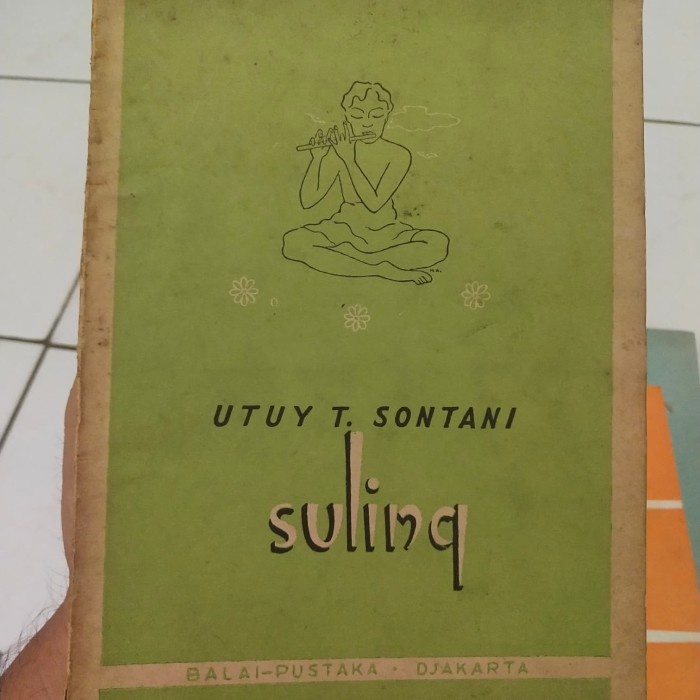 UTUY T. SONTANI
suling
BALAI-PUSTAKA · DJAKARTA